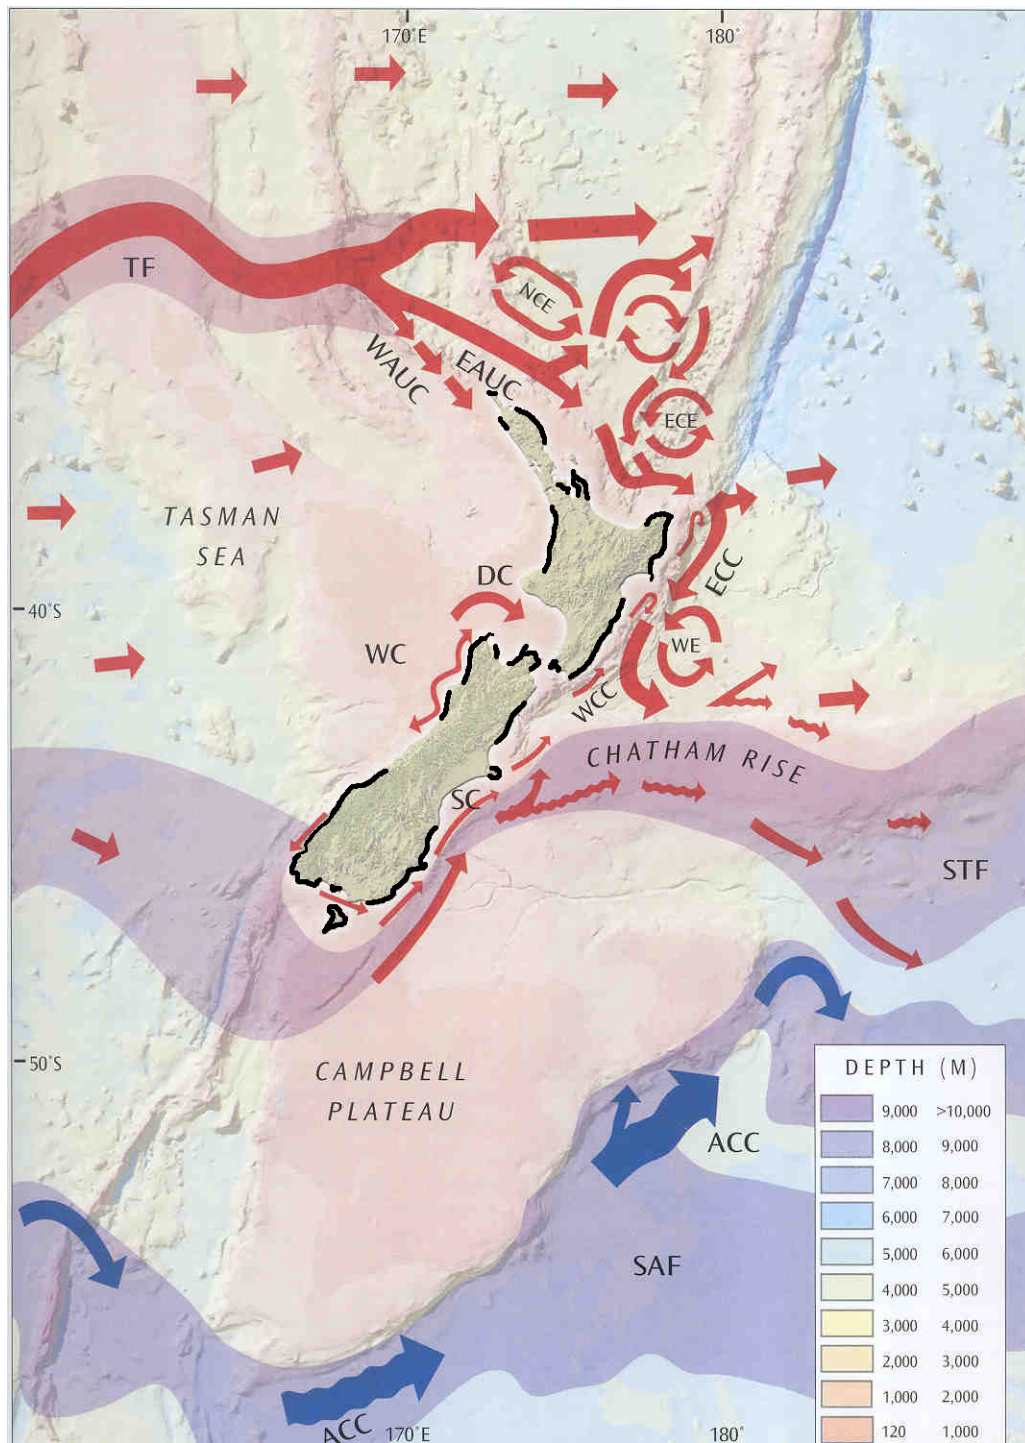 170˚E
180˚
TF
NCE
WAUC
EAUC
ECE
TASMAN
SEA
DC
ECC
40˚S
WC
WE
WCC
CHATHAM RISE
SC
STF
50˚S
CAMPBELL
PLATEAU
ACC
SAF
ACC
170˚E
180˚
DEPTH (M)
9,000 >10,000
8,000 9,000
7,000 8,000
6,000 7,000
5,000 6,000
4,000 5,000
3,000 4,000
2,000 3,000
1,000 2,000
120 1,000